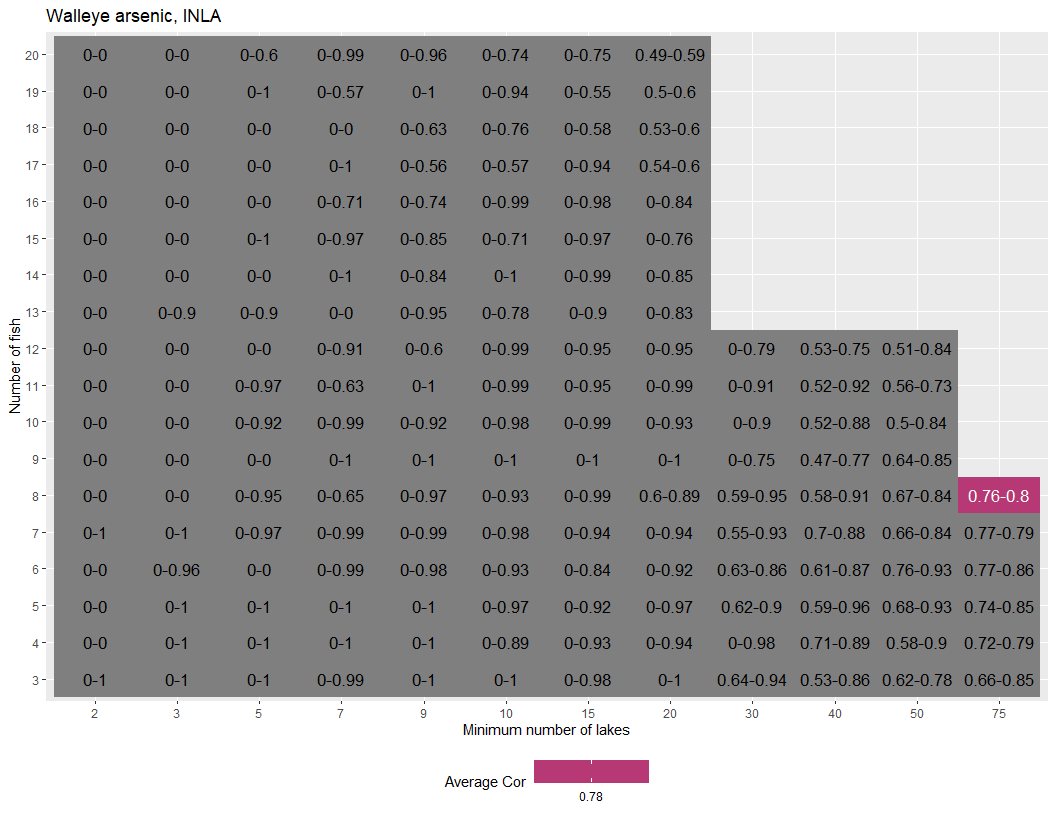 Walleye arsenic, INLA
Number of fish
20 0-0 0-0 0-0.6 0-0.99 0-0.96 0-0.74 0-0.75 0.49-0.59
19 0-0 0-0 0-1 0-0.57 0-1 0-0.94 0-0.55 0.5-0.6
18 0-0 0-0 0-0 0-0 0-0.63 0-0.76 0-0.58 0.53-0.6
17 0-0 0-0 0-0 0-1 0-0.56 0-0.57 0-0.94 0.54-0.6
16 0-0 0-0 0-0 0-0.71 0-0.74 0-0.99 0-0.98 0-0.84
15 0-0 0-0 0-1 0-0.97 0-0.85 0-0.71 0-0.97 0-0.76
14 0-0 0-0 0-0 0-1 0-0.84 0-1 0-0.99 0-0.85
13 0-0 0-0.9 0-0.9 0-0 0-0.95 0-0.78 0-0.9 0-0.83
12 0-0 0-0 0-0 0-0.91 0-0.6 0-0.99 0-0.95 0-0.95 0-0.79 0.53-0.75 0.51-0.84
11 0-0 0-0 0-0.97 0-0.63 0-1 0-0.99 0-0.95 0-0.99 0-0.91 0.52-0.92 0.56-0.73
10 0-0 0-0 0-0.92 0-0.99 0-0.92 0-0.98 0-0.99 0-0.93 0-0.9 0.52-0.88 0.5-0.84
9 0-0 0-0 0-0 0-1 0-1 0-1 0-1 0-1 0-0.75 0.47-0.77 0.64-0.85
8 0-0 0-0 0-0.95 0-0.65 0-0.97 0-0.93 0-0.99 0.6-0.89 0.59-0.95 0.58-0.91 0.67-0.84 0.76-0.8
7 0-1 0-1 0-0.97 0-0.99 0-0.99 0-0.98 0-0.94 0-0.94 0.55-0.93 0.7-0.88 0.66-0.84 0.77-0.79
6 0-0 0-0.96 0-0 0-0.99 0-0.98 0-0.93 0-0.84 0-0.92 0.63-0.86 0.61-0.87 0.76-0.93 0.77-0.86
5 0-0 0-1 0-1 0-1 0-1 0-0.97 0-0.92 0-0.97 0.62-0.9 0.59-0.96 0.68-0.93 0.74-0.85
4 0-0 0-1 0-1 0-1 0-1 0-0.89 0-0.93 0-0.94 0-0.98 0.71-0.89 0.58-0.9 0.72-0.79
3 0-1 0-1 0-1 0-0.99 0-1 0-1 0-0.98 0-1 0.64-0.94 0.53-0.86 0.62-0.78 0.66-0.85
2 3 5 7 9 10 15 20 30 40 50 75
Minimum number of lakes
Average Cor
0.78